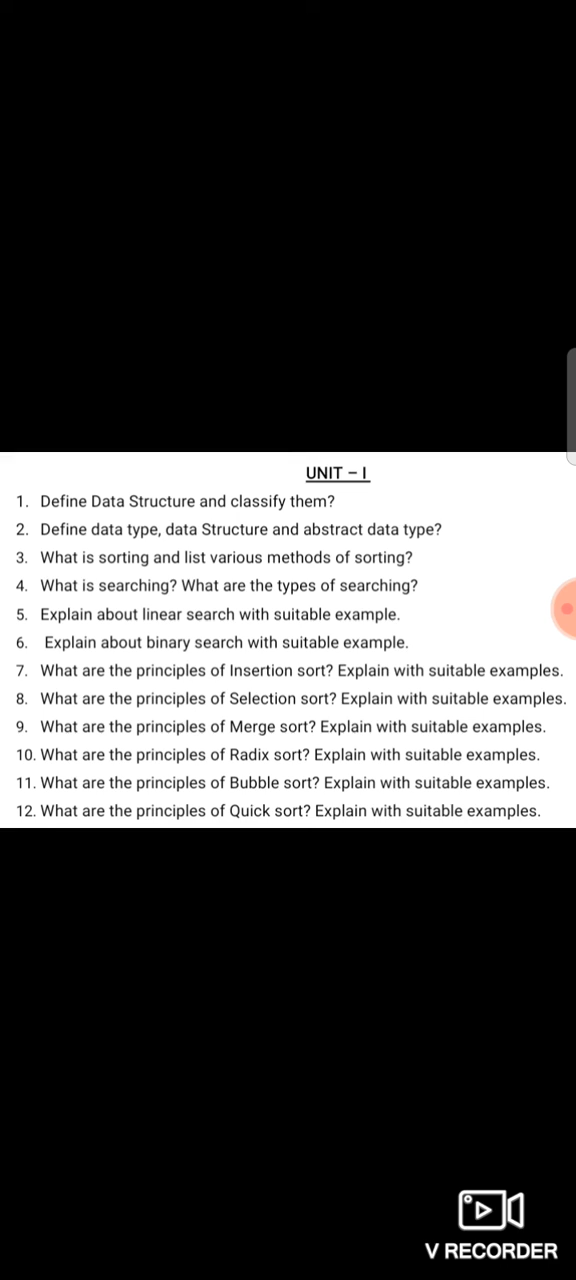 UNIT – I
1. Define Data Structure and classify them?
2. Define data type, data Structure and abstract data type?
3. What is sorting and list various methods of sorting?
4. What is searching? What are the types of searching?
5. Explain about linear search with suitable example.
6. Explain about binary search with suitable example.
7. What are the principles of Insertion sort? Explain with suitable examples.
8. What are the principles of Selection sort? Explain with suitable examples.
9. What are the principles of Merge sort? Explain with suitable examples.
10. What are the principles of Radix sort? Explain with suitable examples.
11. What are the principles of Bubble sort? Explain with suitable examples.
12. What are the principles of Quick sort? Explain with suitable examples.
V RECORDER